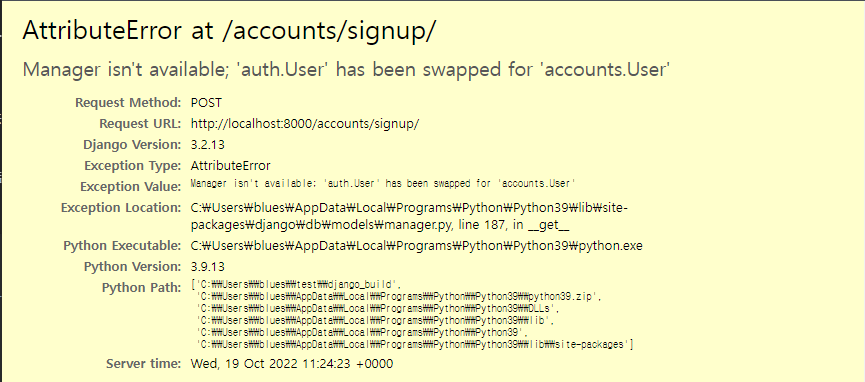 AttributeError at /accounts/signup/
Manager isn't available; 'auth.User' has been swapped for 'accounts.User'
Request Method: POST
Request URL: http://localhost:8000/accounts/signup/
Django Version: 3.2.13
Exception Type: AttributeError
Exception Value: Manager isn't available; 'auth.User' has been swapped for 'accounts.User'
Exception Location: C:₩Users₩blues₩AppData₩Local₩Programs₩Python₩Python39₩lib₩site-
packages₩django₩db₩models₩manager.py, line 187, in __get__
Python Executable: C:₩Users₩blues₩AppData₩Local₩Programs₩Python₩Python39₩python.exe
Python Version: 3.9.13
Python Path: ['C:₩₩Users₩₩blues₩₩test₩₩django_build',
'C:₩₩Users₩₩blues₩₩AppData₩₩Local₩₩Programs₩₩Python₩₩Python39₩₩python39.zip',
'C:₩₩Users₩₩blues₩₩AppData₩₩Local₩₩Programs₩₩Python₩₩Python39₩₩DLLs',
'C:₩₩Users₩₩blues₩₩AppData₩₩Local₩₩Programs₩₩Python₩₩Python39₩₩lib',
'C:₩₩Users₩₩blues₩₩AppData₩₩Local₩₩Programs₩₩Python₩₩Python39',
'C:₩₩Users₩₩blues₩₩AppData₩₩Local₩₩Programs₩₩Python₩₩Python39₩₩lib₩₩site-packages']
Server time: Wed, 19 Oct 2022 11:24:23 +0000